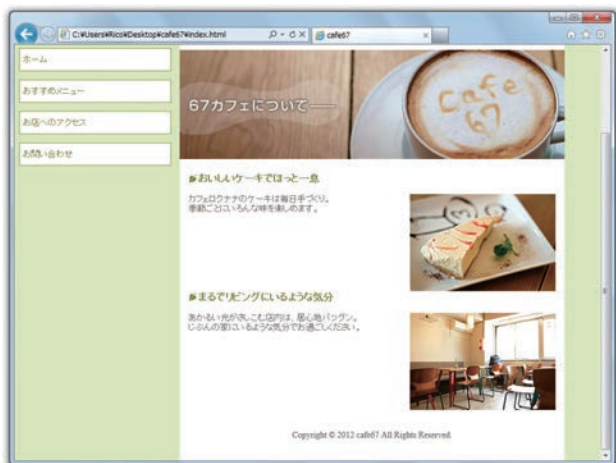 C:¥Users¥Rico¥Desktop¥cafe67¥index.html
cafe67
ホーム
おすすめメニュー
お店へのアクセス
お問い合わせ
67カフェについて
Cafe
67
おいしいケーキでほっと一息
カフェロクナナのケーキは毎日手づくり。
季節ごとにいろんな味を楽しめます。
まるでリビングにいるような気分
あかるい光がさしこむ店内は、居心地バツグン。
じぶんの家にいるような気分でお過ごしください。
Copyright © 2012 cafe67 All Rights Reserved.